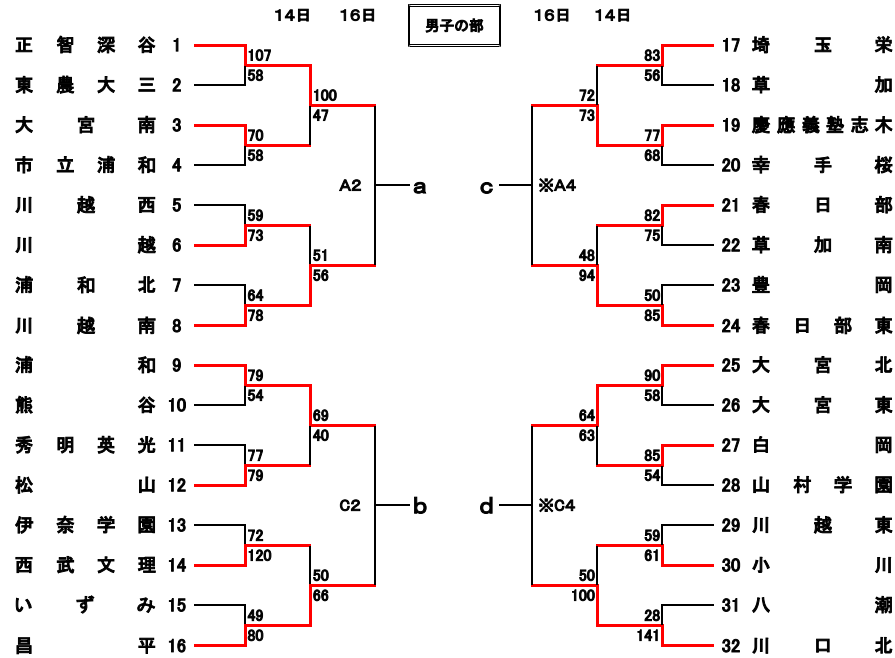 14日 16日 男子の部 16日 14日
正智深谷 1 107 83 17 埼玉栄
東農大三 2 58 56 18 草加
100 47 72 73
大宮南 3 70 77 19 慶應義塾志木
市立浦和 4 58 68 20 幸手桜
A2 a c ※A4
川越西 5 59 82 21 春日部
川越 6 73 75 22 草加南
51 56 48 94
浦和北 7 64 50 23 豊岡
川越南 8 78 85 24 春日部東
浦和 9 79 90 25 大宮北
熊谷 10 54 58 26 大宮東
69 40 64 63
秀明英光 11 77 85 27 白岡
松山 12 79 54 28 山村学園
C2 b d ※C4
伊奈学園 13 72 59 29 川越東
西武文理 14 120 61 30 小川
50 66 50 100
いずみ 15 49 28 31 八潮
昌平 16 80 141 32 川口北